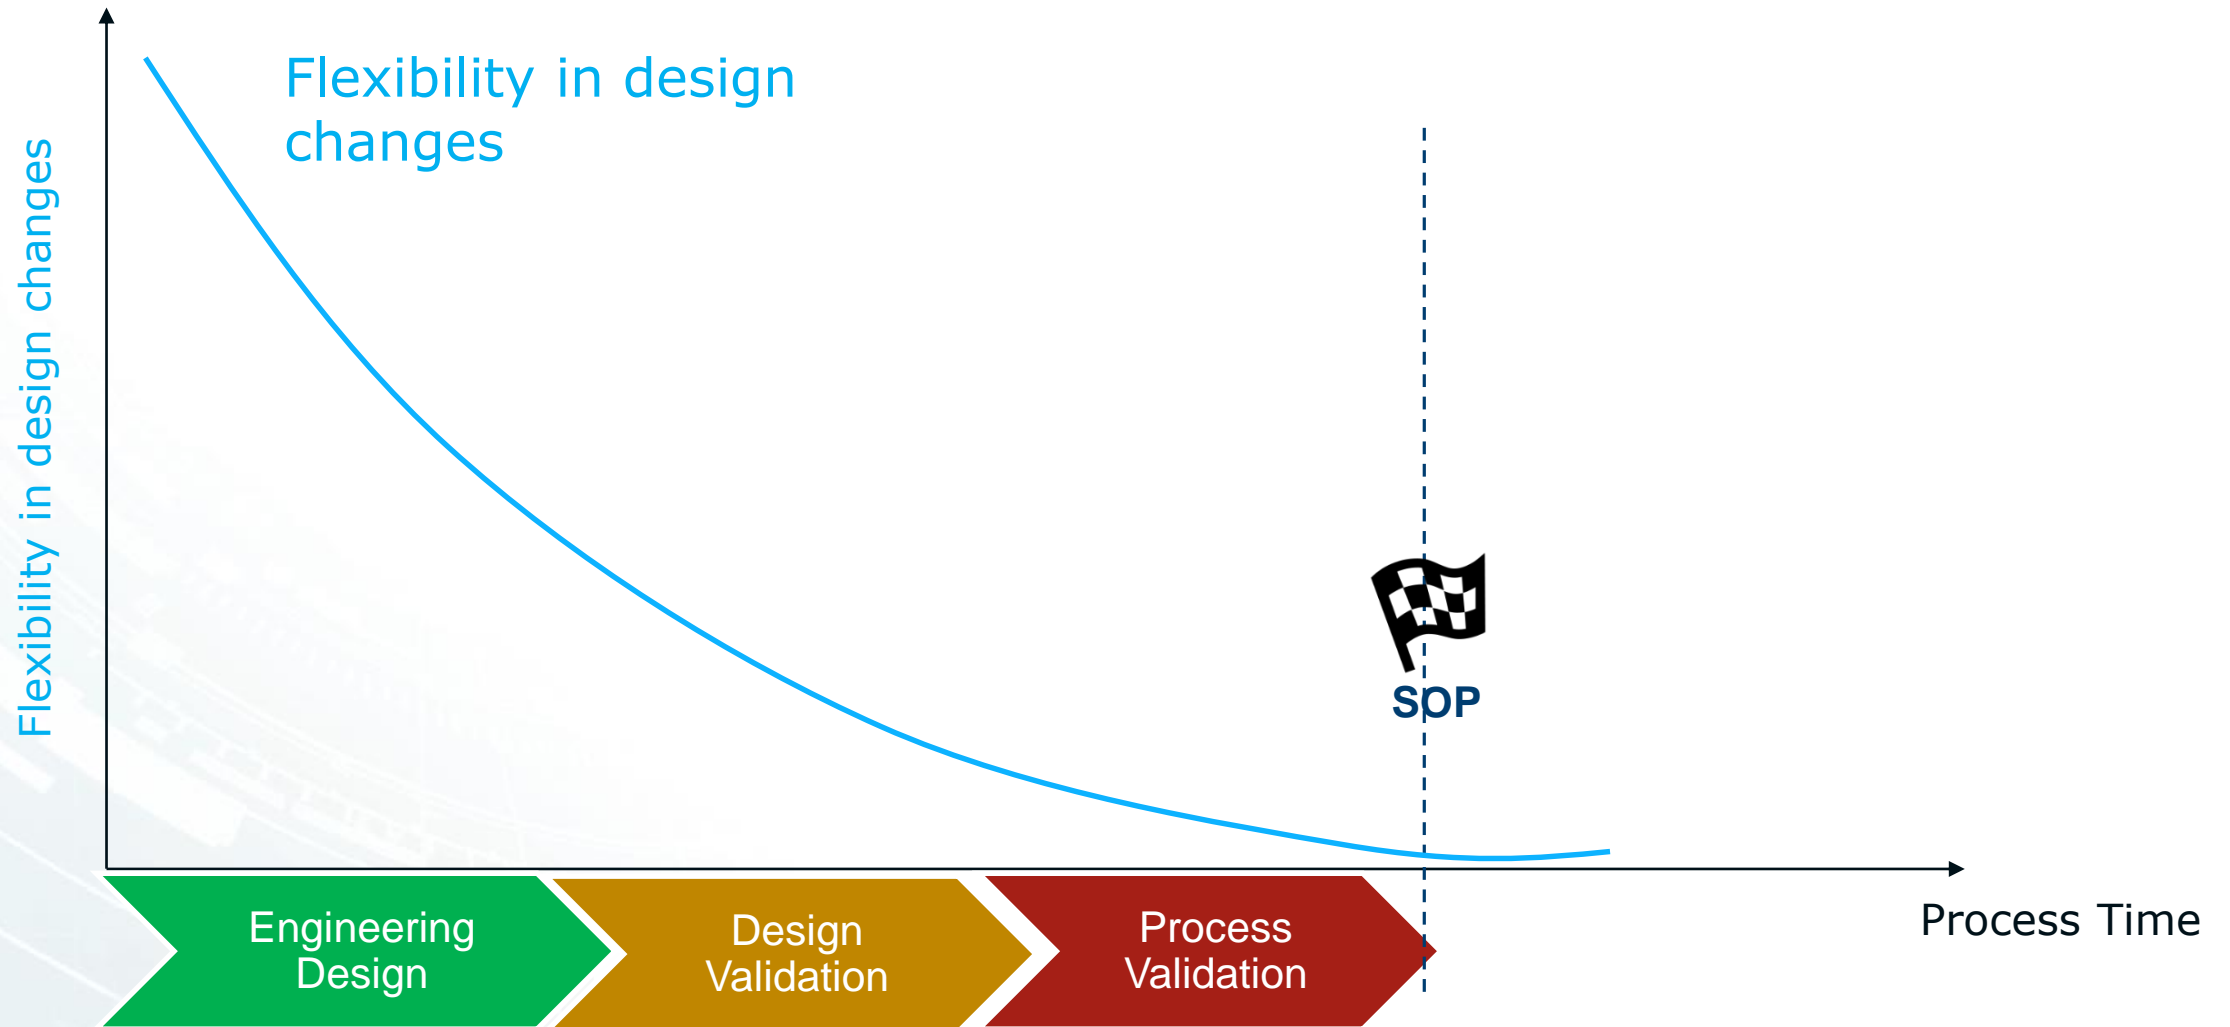 Flexibility in design
changes
Flexibility in design changes
SOP
Process Time
Engineering
Design
Design
Validation
Process
Validation